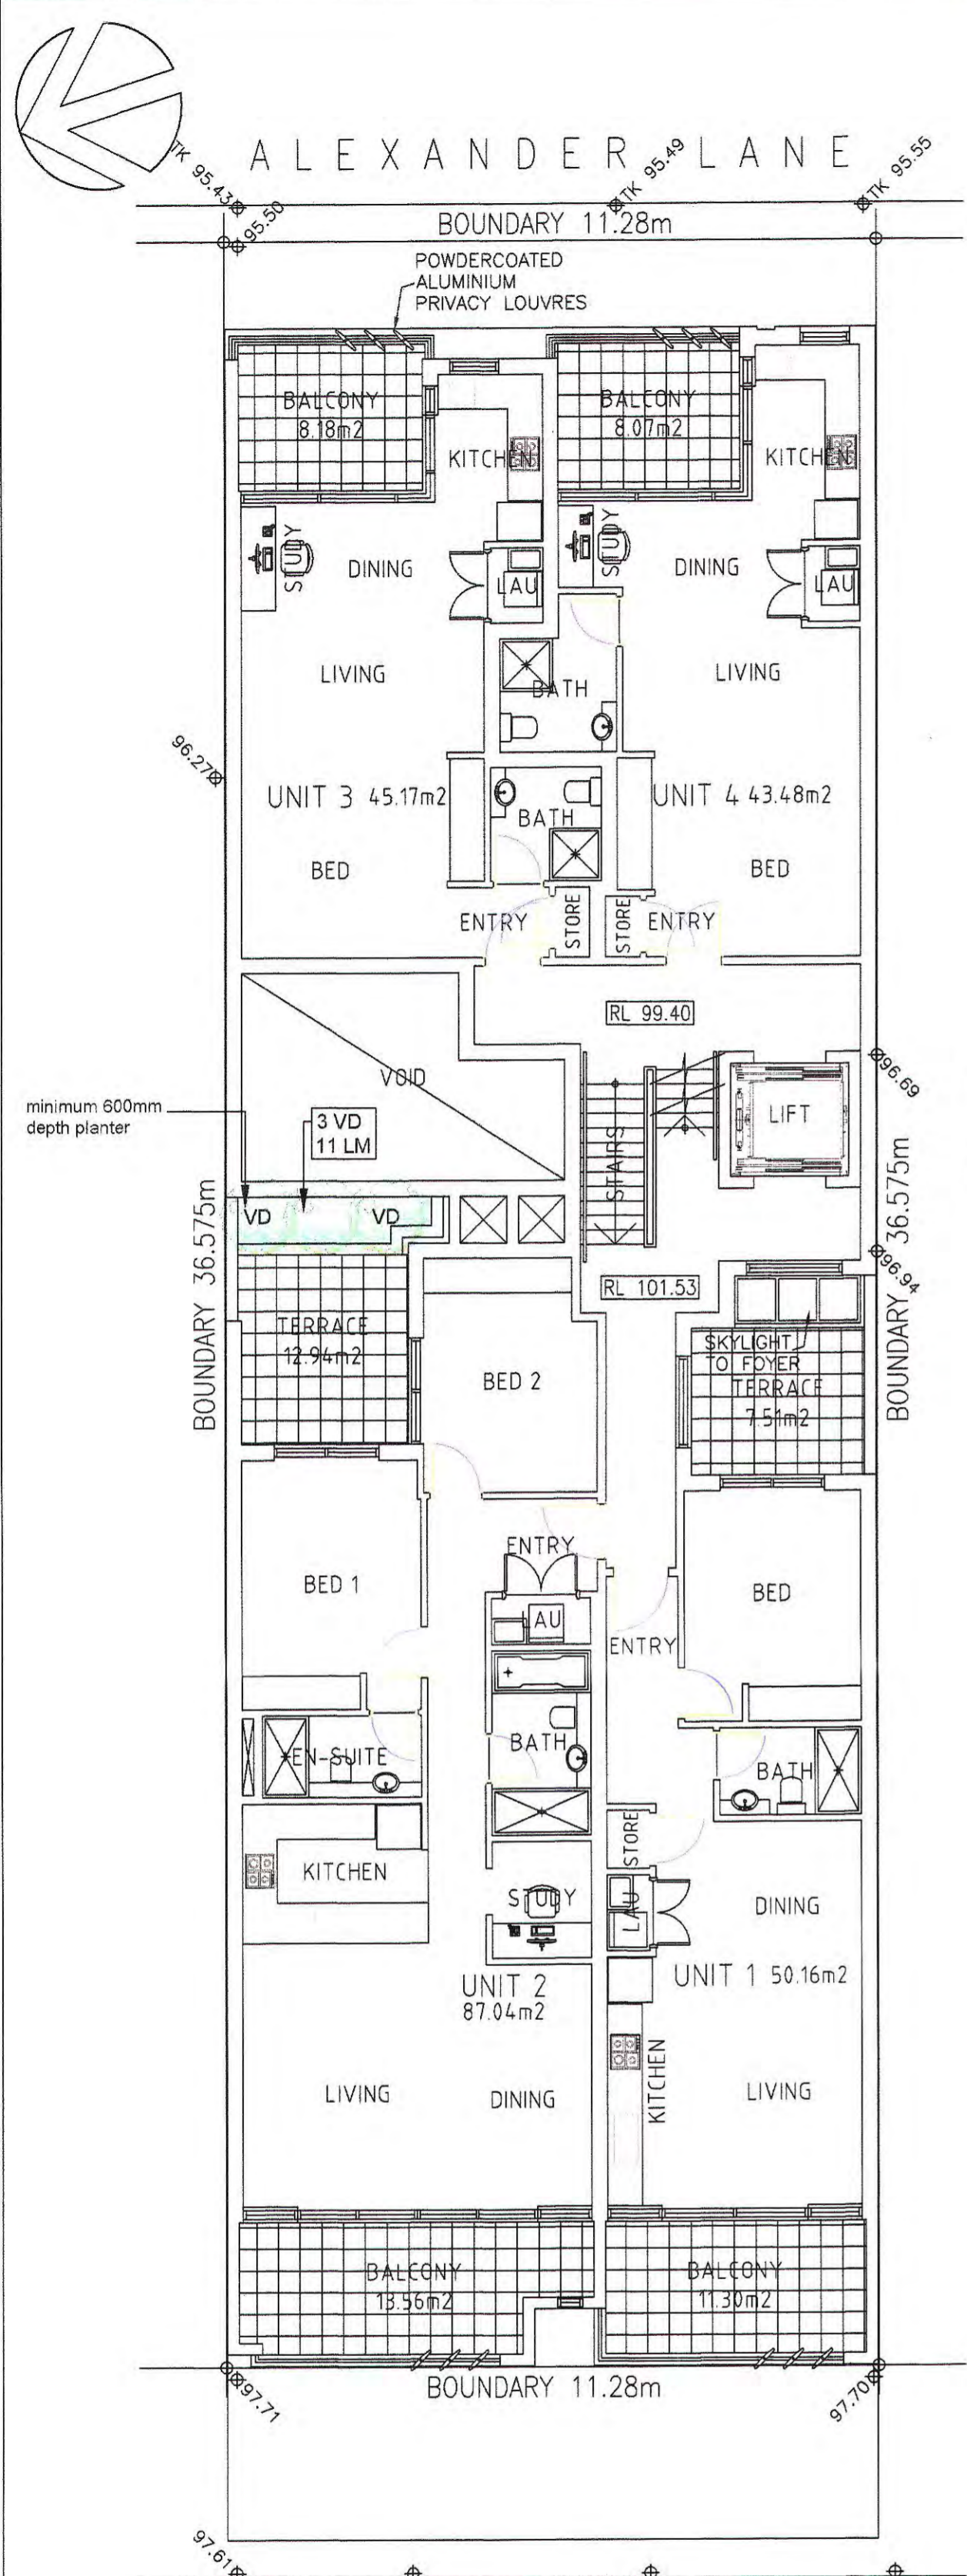 ALEXANDER LANE
TK 95.43
TK 95.49
TK 95.55
95.50
BOUNDARY 11.28m
POWDERCOATED
ALUMINIUM
PRIVACY LOUVRES
BALCONY
8.18m2
BALCONY
8.07m2
KITCHEN
KITCHEN
STUDY
DINING
LAU
STUDY
DINING
LAU
LIVING
BATH
LIVING
96.27
UNIT 3 45.17m2
BATH
UNIT 4 43.48m2
BED
BED
ENTRY
STORE
STORE
ENTRY
RL 99.40
VOID
96.69
LIFT
minimum 600mm
depth planter
3 VD
11 LM
STAIRS
BOUNDARY 36.575m
BOUNDARY 36.575m
VD
VD
96.94
RL 101.53
TERRACE
12.94m2
SKYLIGHT
TO FOYER
TERRACE
7.51m2
BED 2
ENTRY
BED 1
BED
LAU
ENTRY
BATH
EN-SUITE
BATH
STORE
KITCHEN
STUDY
LAU
DINING
UNIT 2
87.04m2
UNIT 1 50.16m2
KITCHEN
LIVING
DINING
LIVING
BALCONY
13.56m2
BALCONY
11.30m2
BOUNDARY 11.28m
97.71
97.70
97.61